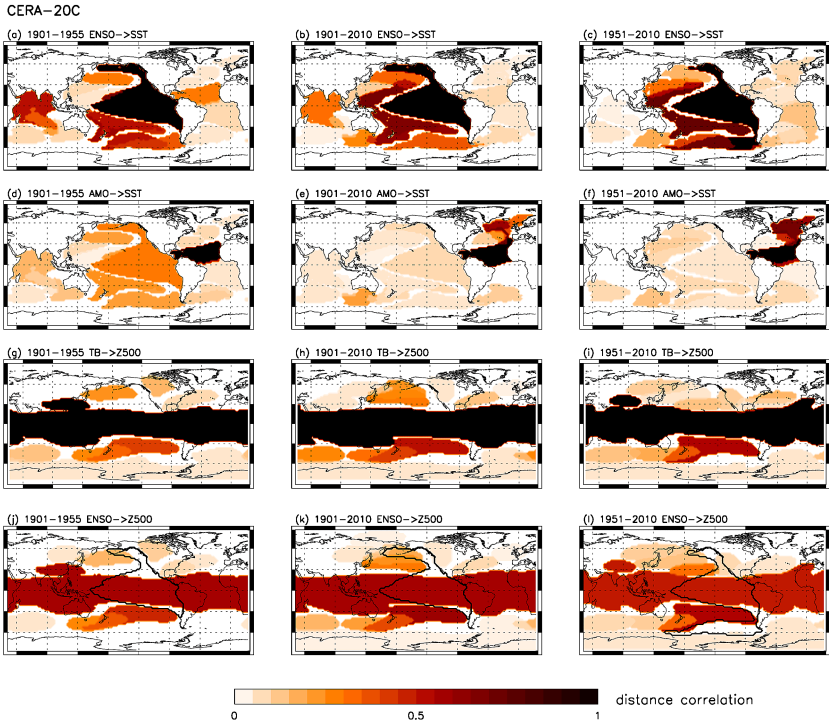 CERA-20C
(a) 1901-1955 ENSO->SST
(b) 1901-2010 ENSO->SST
(c) 1951-2010 ENSO->SST
(d) 1901-1955 AMO->SST
(e) 1901-2010 AMO->SST
(f) 1951-2010 AMO->SST
(g) 1901-1955 TB->Z500
(h) 1901-2010 TB->Z500
(i) 1951-2010 TB->Z500
(j) 1901-1955 ENSO->Z500
(k) 1901-2010 ENSO->Z500
(l) 1951-2010 ENSO->Z500
distance correlation
0 0.5 1